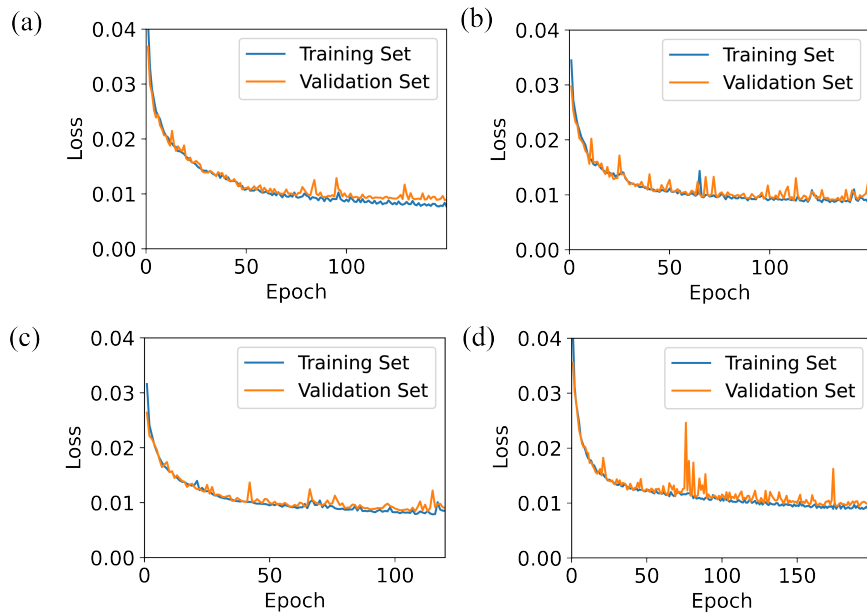 (a)
0.04
0.03
0.02
0.01
0.00
Loss
Training Set
Validation Set
0
50
100
Epoch
(b)
0.04
0.03
0.02
0.01
0.00
Loss
Training Set
Validation Set
0
50
100
Epoch
(c)
0.04
0.03
0.02
0.01
0.00
Loss
Training Set
Validation Set
0
50
100
Epoch
(d)
0.04
0.03
0.02
0.01
0.00
Loss
Training Set
Validation Set
0
50
100
150
Epoch